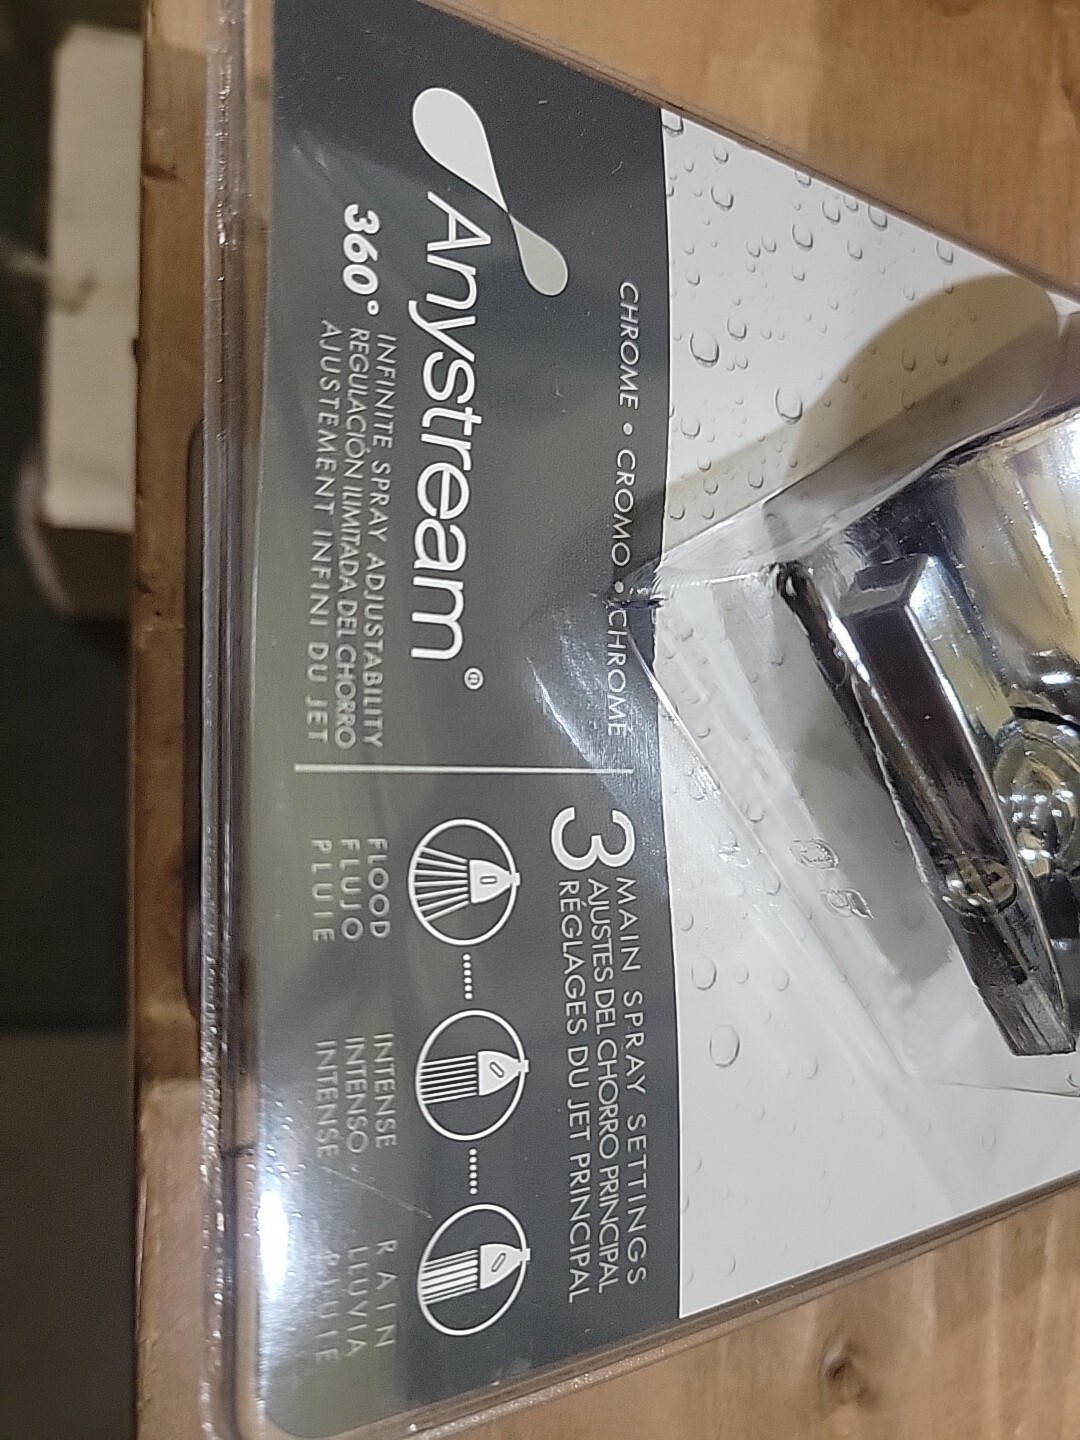 CHROME • CROMO • CHROME
Anystream®
360°
INFINITE SPRAY ADJUSTABILITY
REGULACIÓN ILIMITADA DEL CHORRO
AJUSTEMENT INFINI DU JET
3
MAIN SPRAY SETTINGS
AJUSTES DEL CHORRO PRINCIPAL
RÉGLAGES DU JET PRINCIPAL
FLOOD
FLUJO
PLUIE
INTENSE
INTENSO
INTENSE
RAIN
LLUVIA
PLUIE